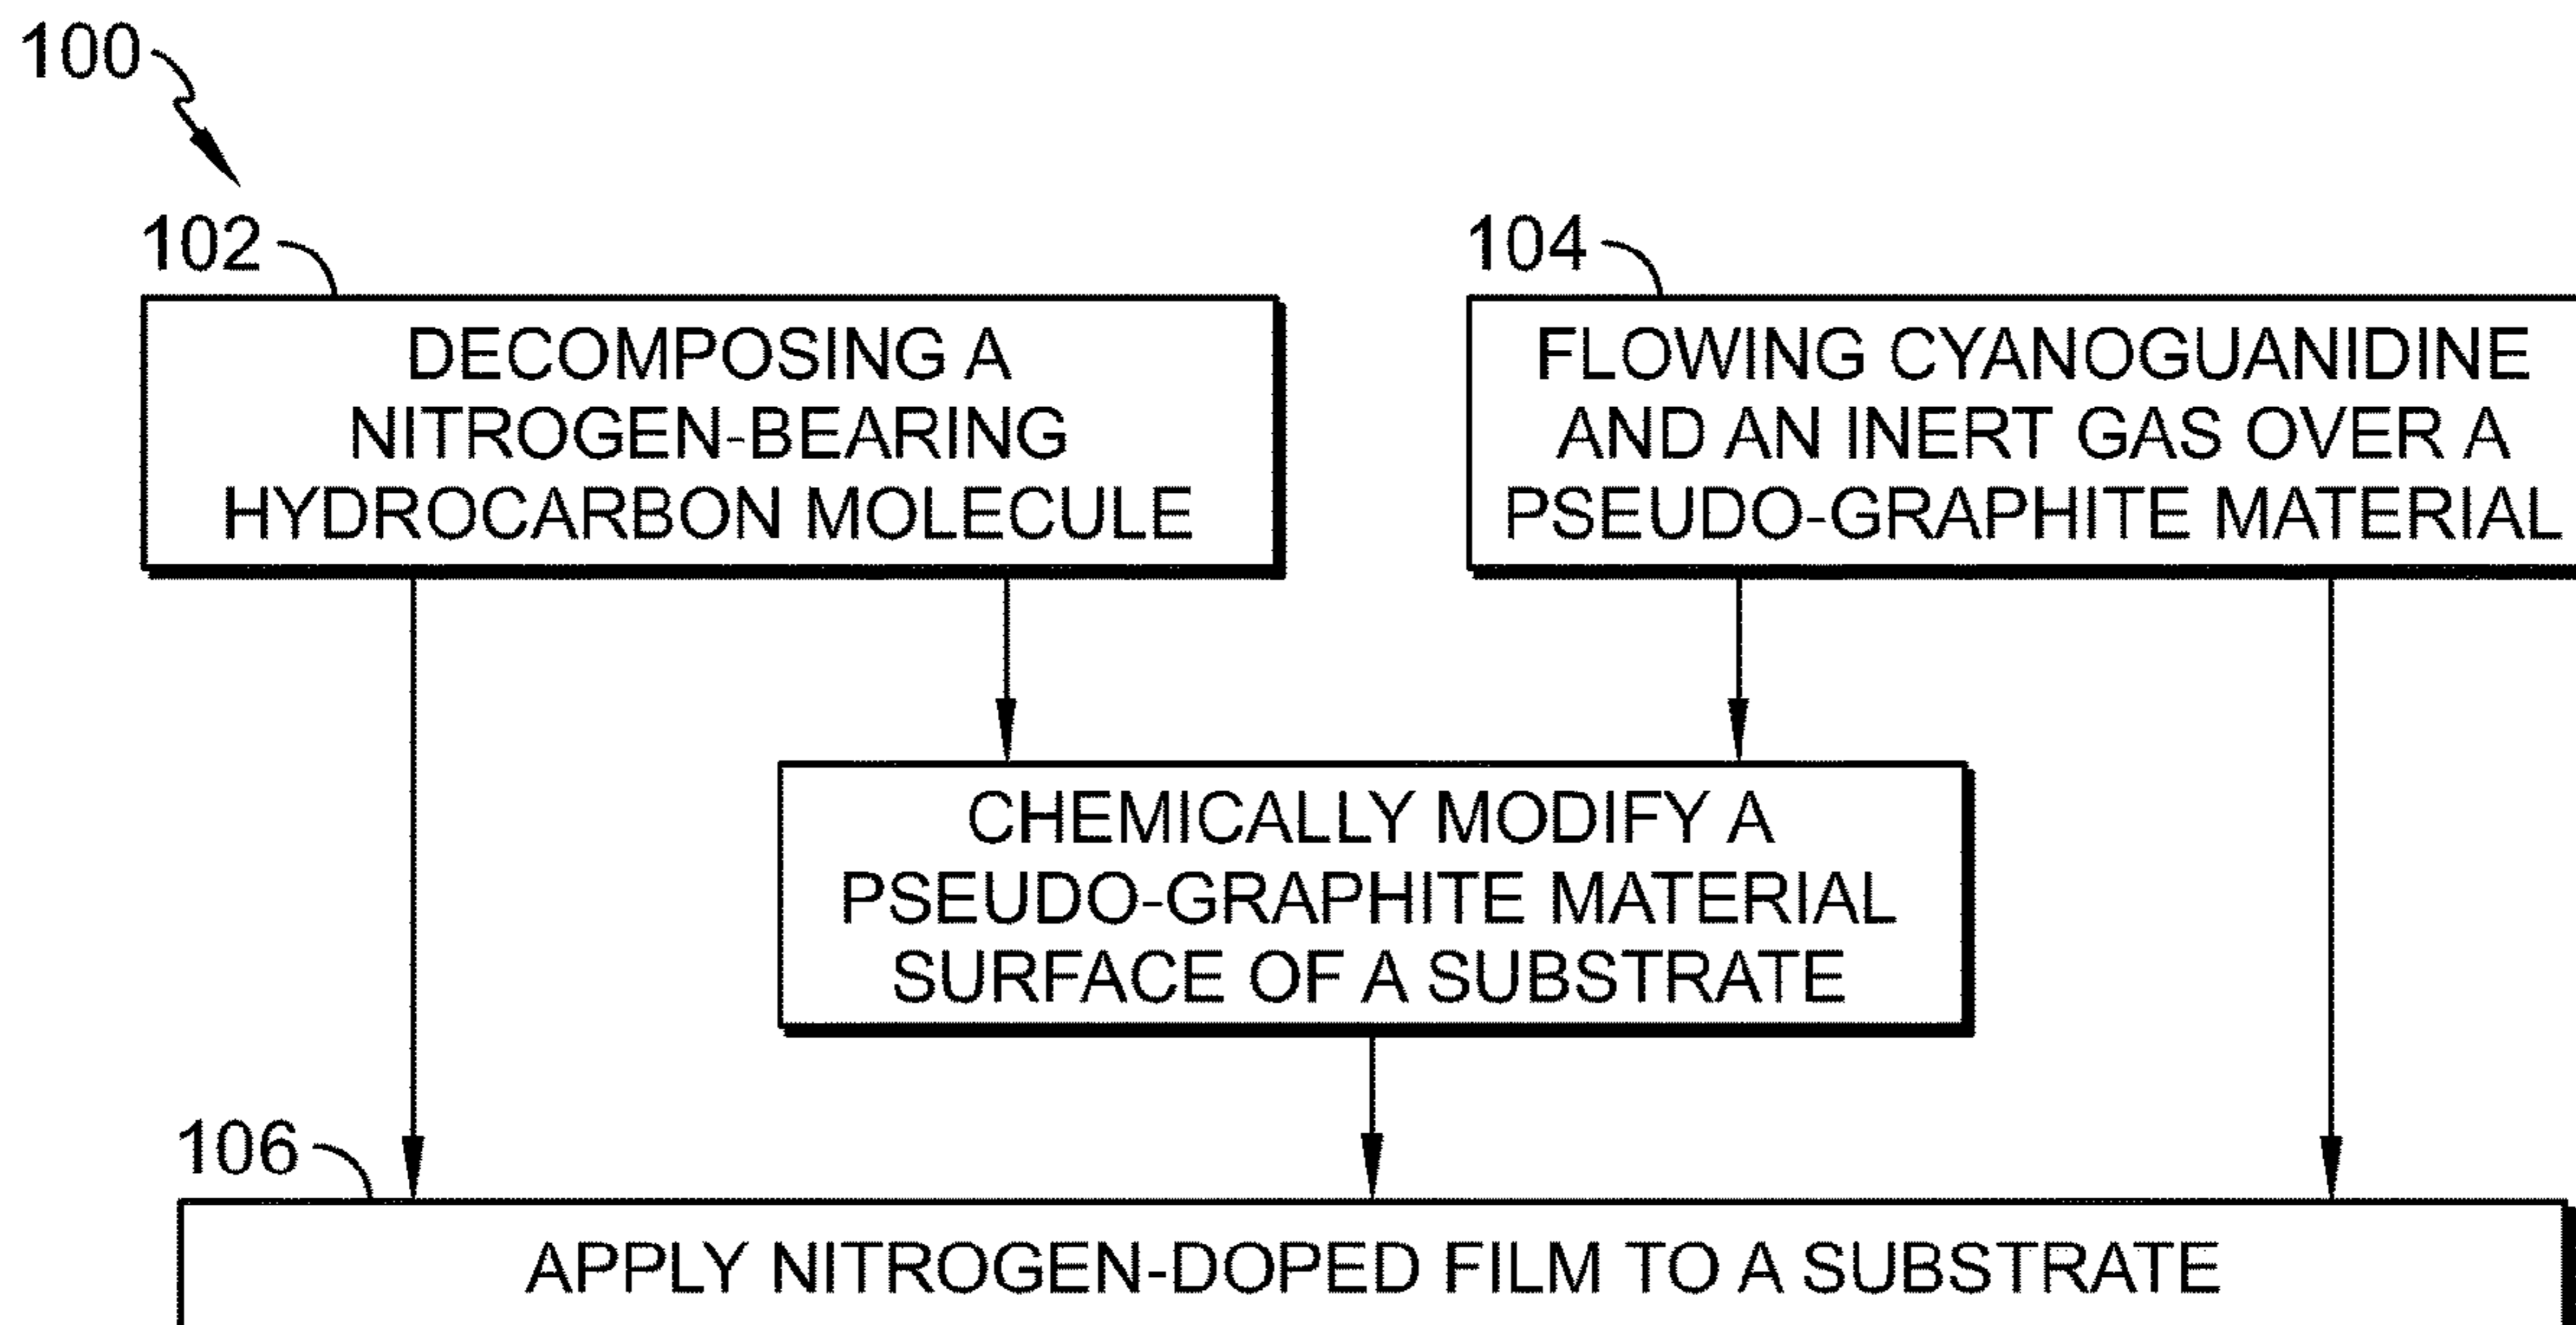 100
102
104
DECOMPOSING A
NITROGEN-BEARING
HYDROCARBON MOLECULE
FLOWING CYANOGUANIDINE
AND AN INERT GAS OVER A
PSEUDO-GRAPHITE MATERIAL
CHEMICALLY MODIFY A
PSEUDO-GRAPHITE MATERIAL
SURFACE OF A SUBSTRATE
106
APPLY NITROGEN-DOPED FILM TO A SUBSTRATE